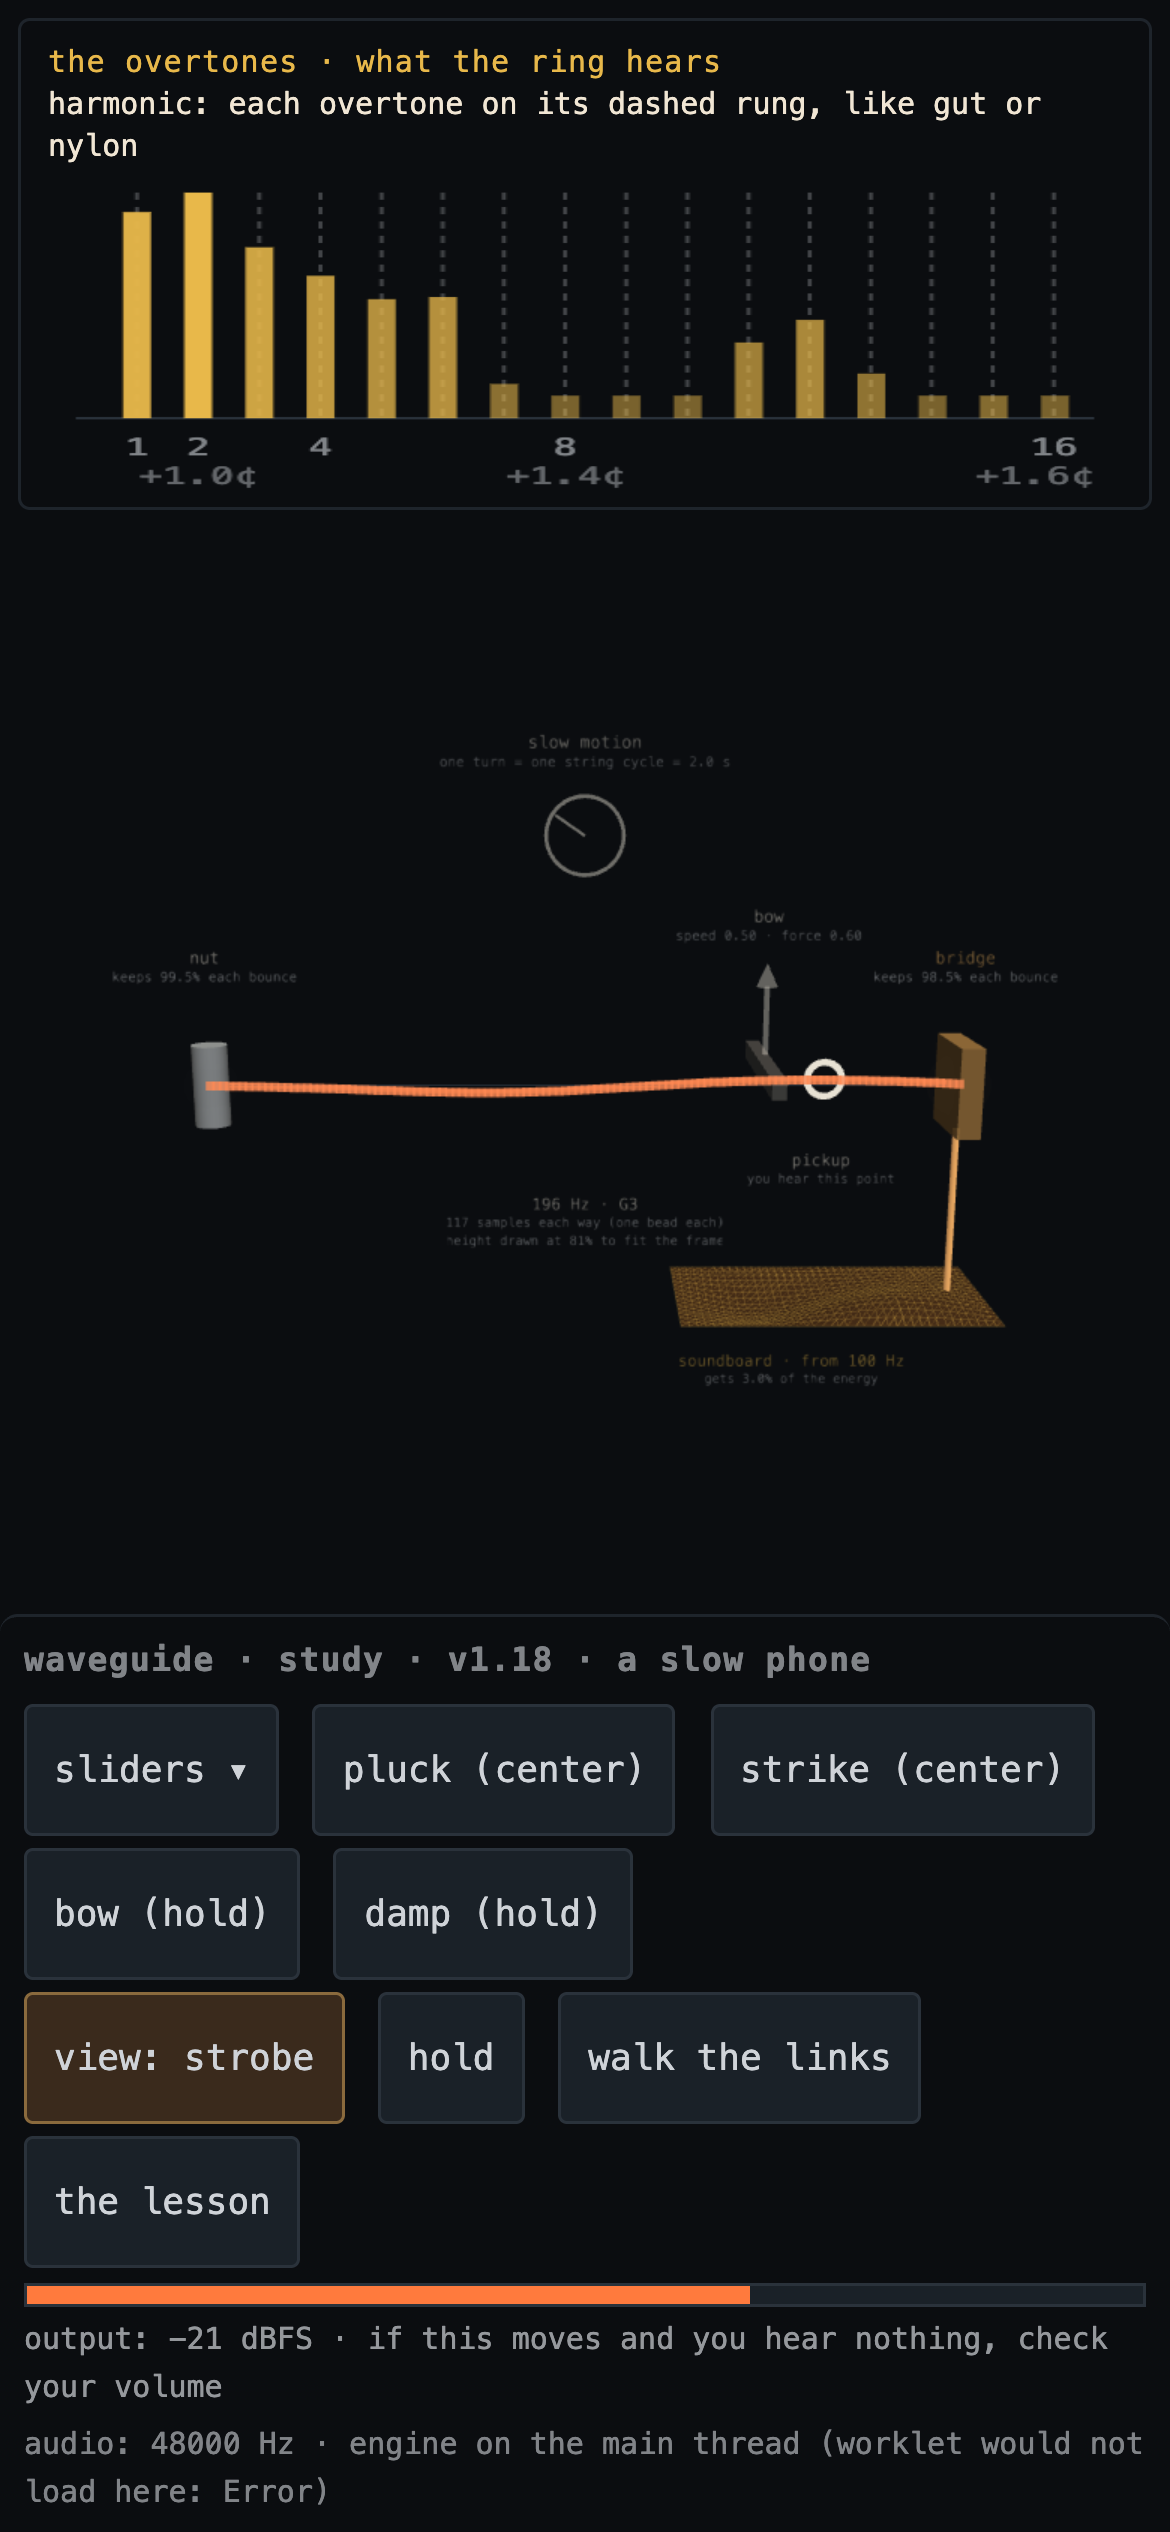 the overtones · what the ring hears
harmonic: each overtone on its dashed rung, like gut or
nylon
1 2 4 8 16
+1.0¢ +1.4¢ +1.6¢
slow motion
one turn = one string cycle = 2.0 s
bow
speed 0.50 · force 0.60
nut
keeps 99.5% each bounce
bridge
keeps 98.5% each bounce
pickup
you hear this point
196 Hz · G3
117 samples each way (one bead each)
height drawn at 81% to fit the frame
soundboard · from 100 Hz
gets 3.0% of the energy
waveguide · study · v1.18 · a slow phone
sliders ▾
pluck (center)
strike (center)
bow (hold)
damp (hold)
view: strobe
hold
walk the links
the lesson
output: −21 dBFS · if this moves and you hear nothing, check
your volume
audio: 48000 Hz · engine on the main thread (worklet would not
load here: Error)